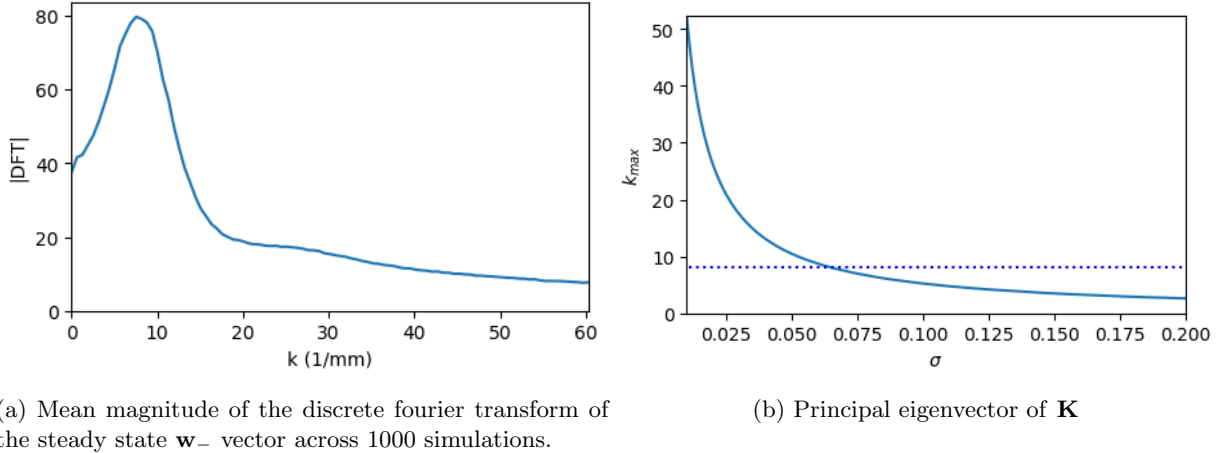 80
60
40
20
0
|DFT|
0 10 20 30 40 50 60
k (1/mm)
50
40
30
20
10
0
k_max
0.025 0.050 0.075 0.100 0.125 0.150 0.175 0.200
σ
a) Mean magnitude of the discrete fourier transform of
the steady state w₋ vector across 1000 simulations.
(b) Principal eigenvector of K